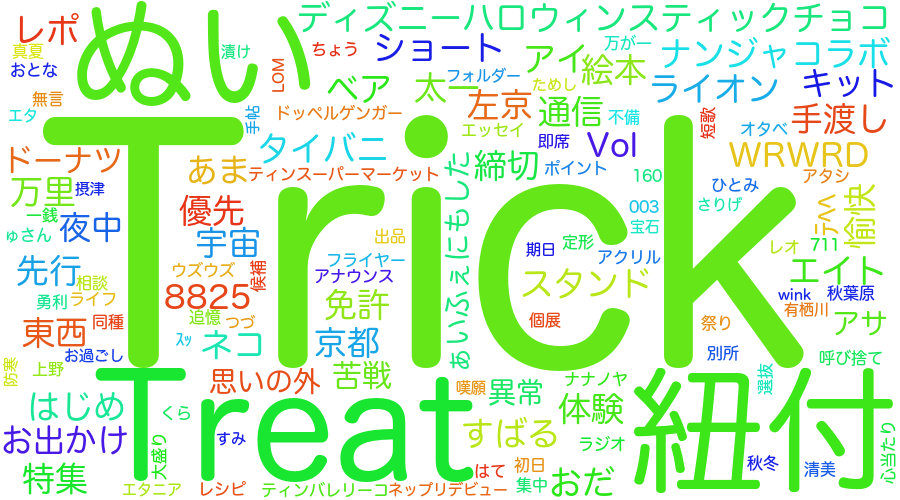 ディズニーハロウィンスティックチョコ
ぬい
レポ
真夏
おとな
無言
エタ
漬け
ちょう
LOM
手帖
ショート
アイ
万が一
ナンジャコラボ
ベア
太一
フォルダー
ためし
絵本
ライオン
キット
ドッペルゲンガー
左京
通信
不備
短歌
手渡し
エッセイ
即席
Vol
オタベ
ドーナツ
タイバニ
締切
WRWRD
あま
ティンスーパーマーケット
ポイント
アタシ
万里
摂津
160
ひとみ
Trick
優先
003
さりげ
愉快
一銭
夜中
宇宙
出品
宝石
テヘ
ゅさん
期日
定形
レオ
711
先行
相談
ウズウズ
候補
フライヤー
アナウンス
あいふぇにもした
アクリル
エイト
スタンド
勇利
ライフ
8825
免許
wink
秋葉原
東西
同種
追憶
つづ
個展
祭り
有栖川
アサ
お過ごし
ｽｯ
ネコ
京都
別所
呼び捨て
防寒
上野
Treat
思いの外
苦戦
嘆願
異常
ナナノヤ
選抜
紐付
はじめ
くら
体験
お出かけ
すみ
すばる
ラジオ
大盛り
心当たり
特集
はて
初日
秋冬
清美
集中
おだ
エタニア
レシピ
ティンバレリーコ
ネップリデビュー